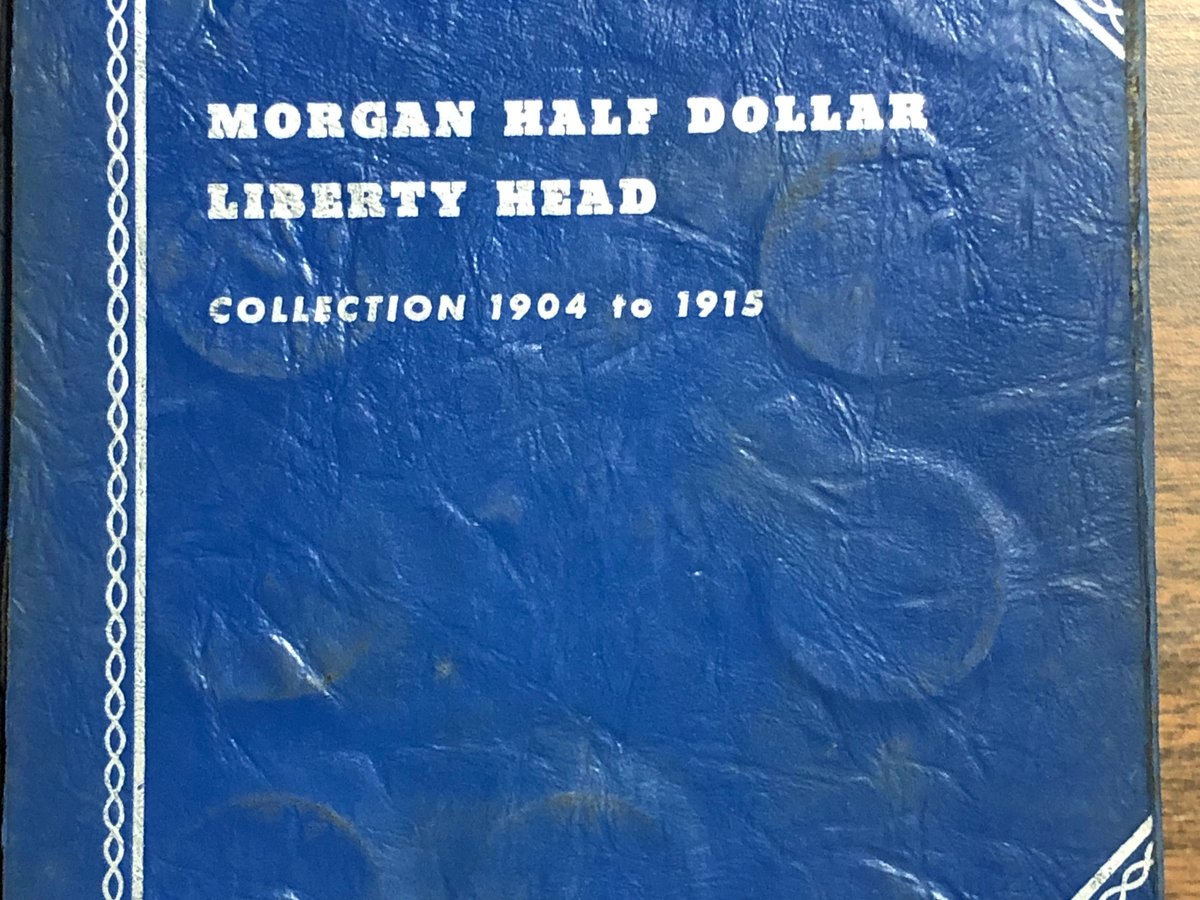 MORGAN HALF DOLLAR
LIBERTY HEAD
COLLECTION 1904 to 1915